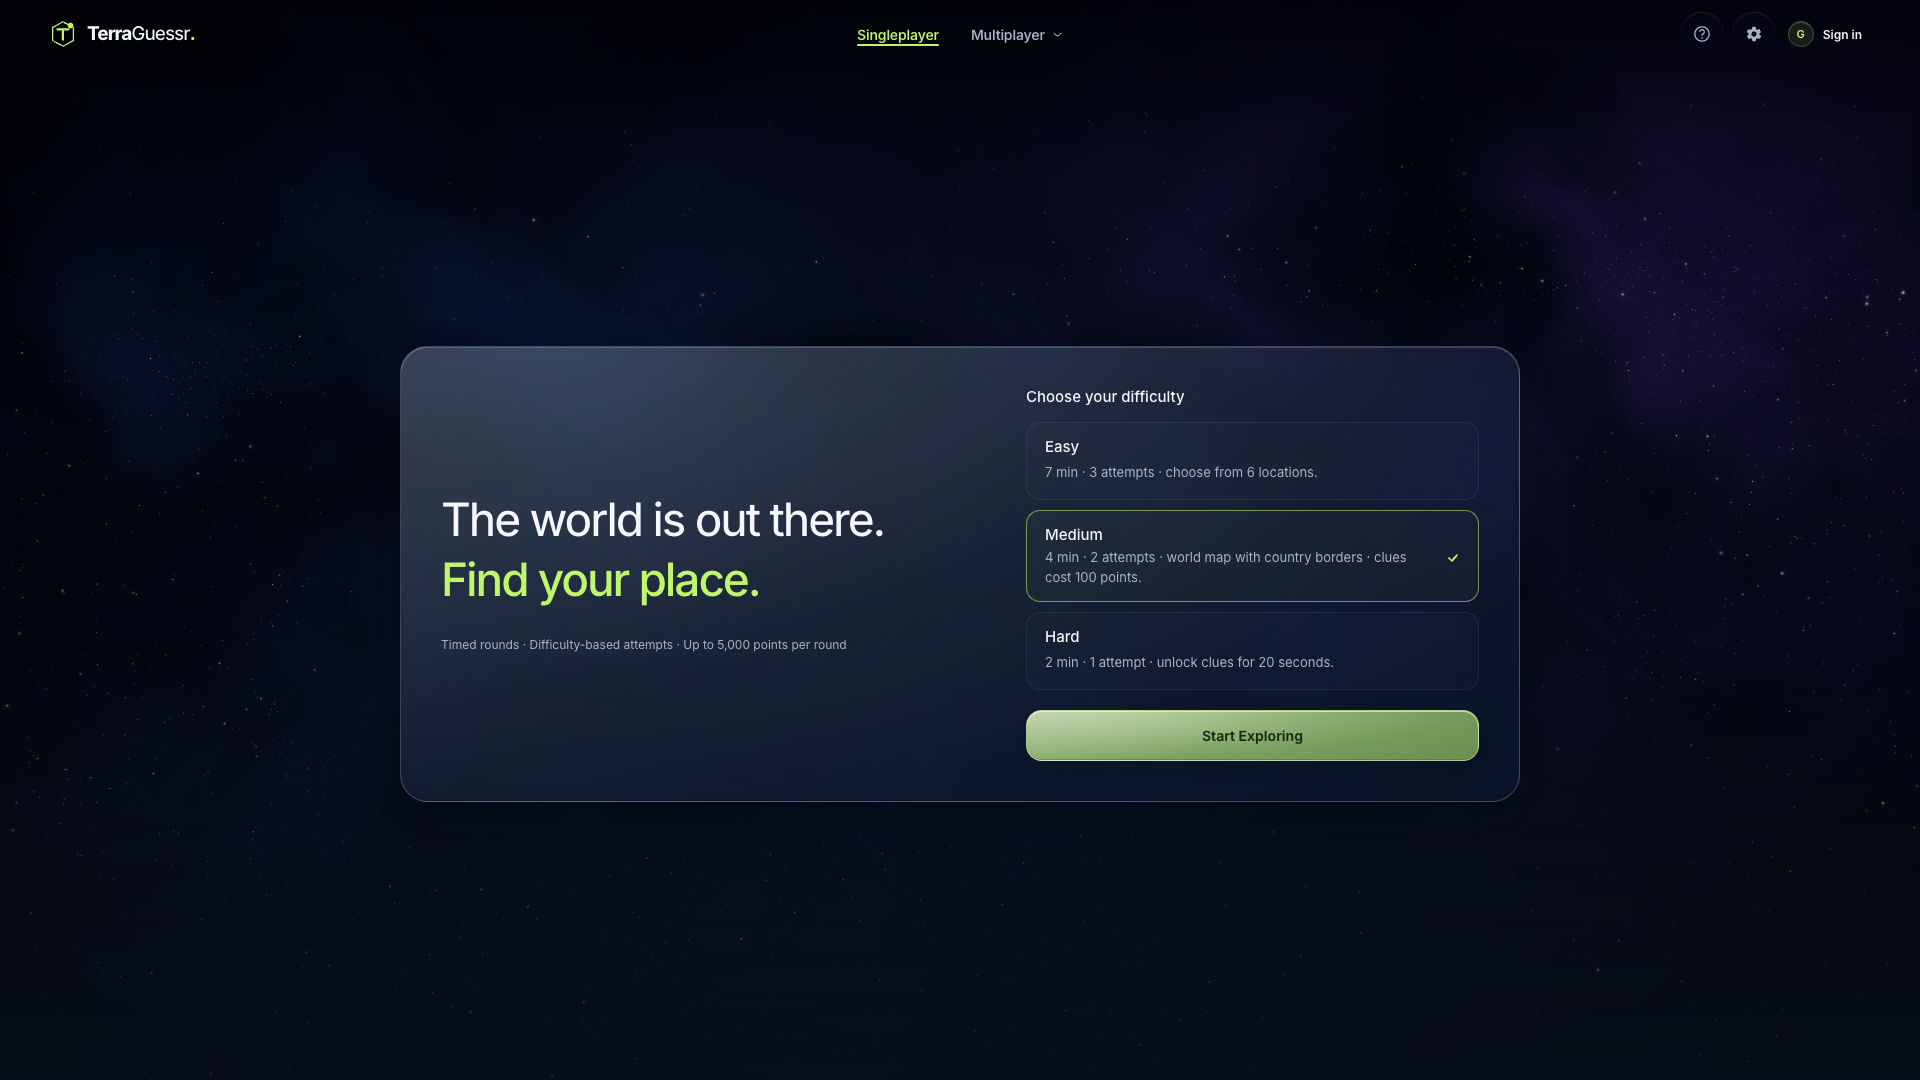 TerraGuessr.
Singleplayer
Multiplayer
G
Sign in
The world is out there.
Find your place.
Timed rounds · Difficulty-based attempts · Up to 5,000 points per round
Choose your difficulty
Easy
7 min · 3 attempts · choose from 6 locations.
Medium
4 min · 2 attempts · world map with country borders · clues
cost 100 points.
Hard
2 min · 1 attempt · unlock clues for 20 seconds.
Start Exploring